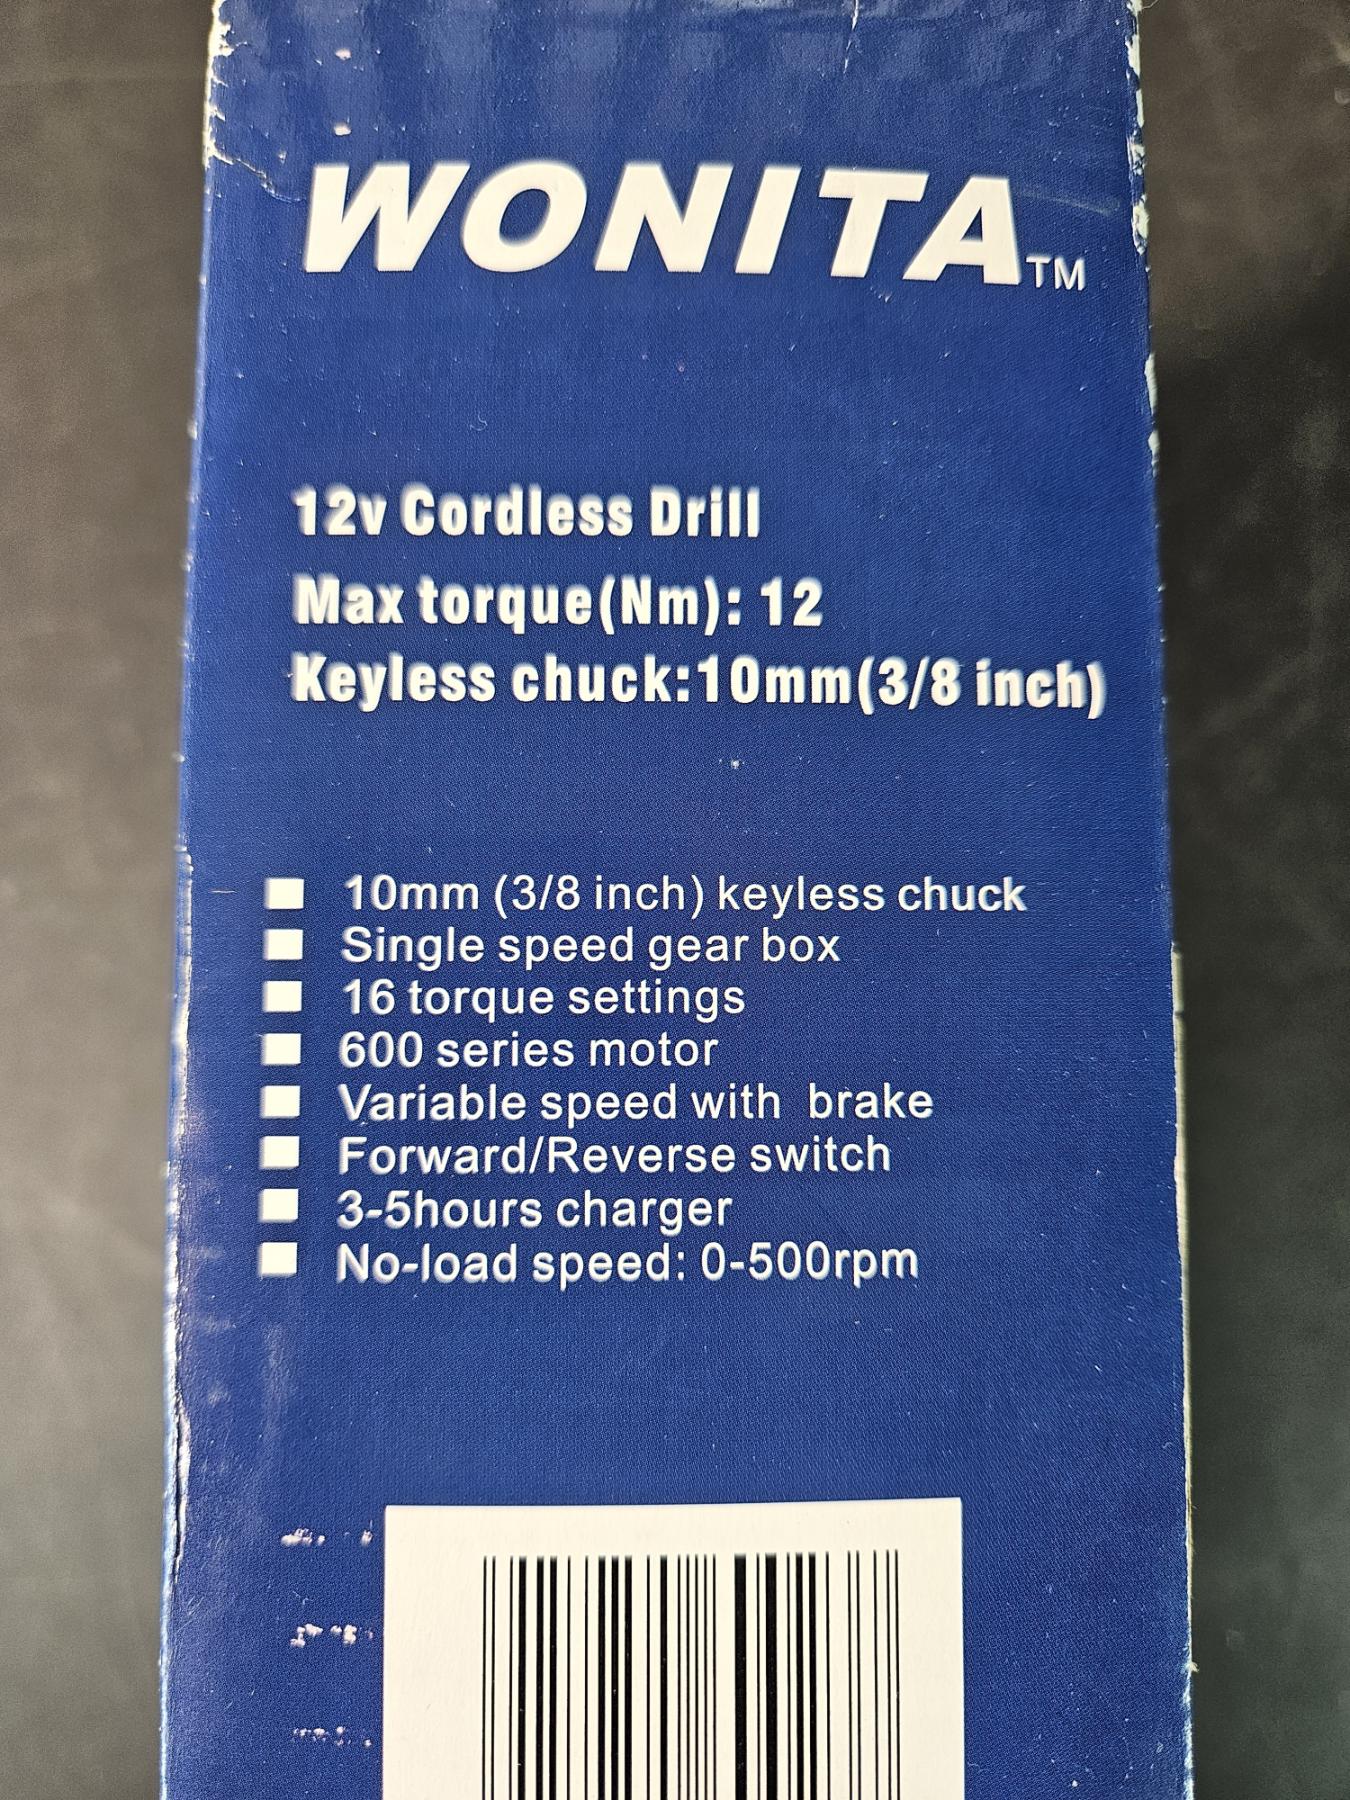 WONITA TM
12v Cordless Drill
Max torque(Nm): 12
Keyless chuck:10mm(3/8 inch)
■ 10mm (3/8 inch) keyless chuck
■ Single speed gear box
■ 16 torque settings
■ 600 series motor
■ Variable speed with brake
■ Forward/Reverse switch
■ 3-5hours charger
■ No-load speed: 0-500rpm